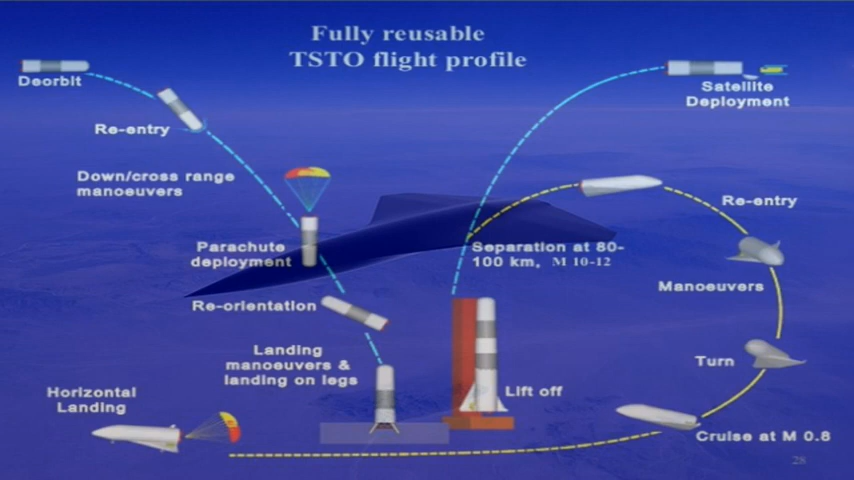 Fully reusable
TSTO flight profile
Deorbit
Re-entry
Down/cross range
manoeuvers
Parachute
deployment
Re-orientation
Landing
manoeuvers &
landing on legs
Horizontal
Landing
Lift off
Separation at 80-
100 km, M 10-12
Satellite
Deployment
Re-entry
Manoeuvers
Turn
Cruise at M 0.8
28